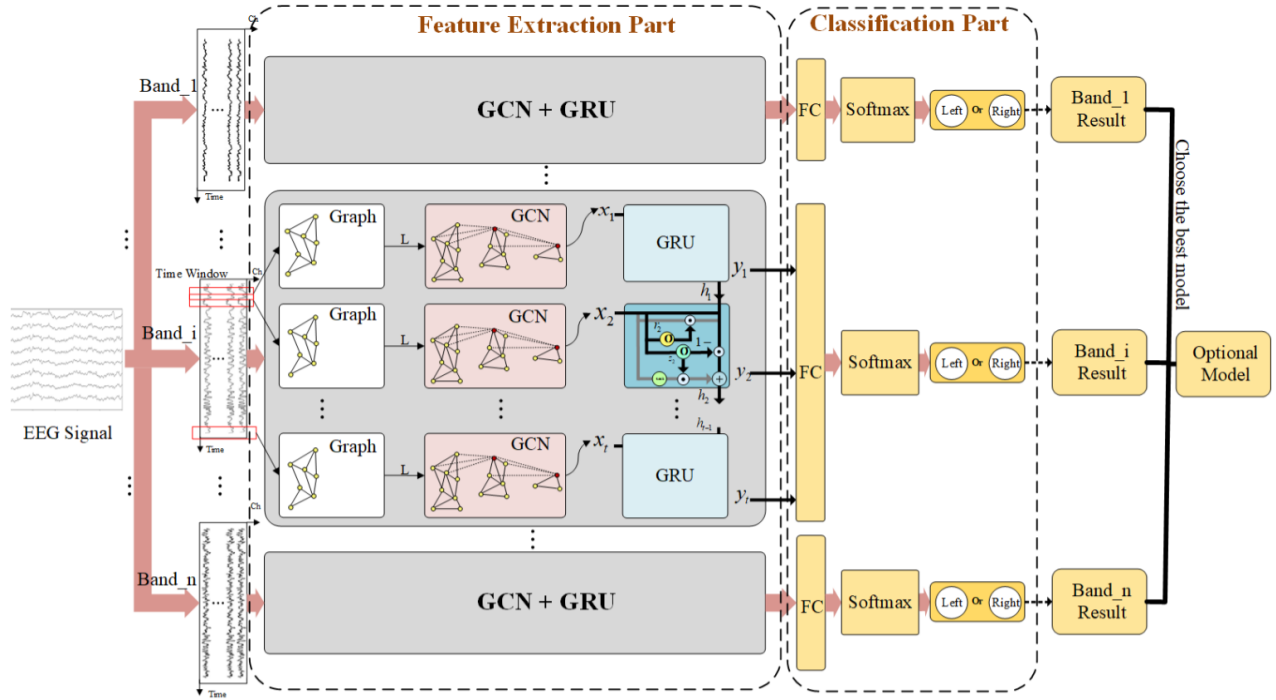 Feature Extraction Part
Classification Part
Ch
Band_1
...
Time
GCN + GRU
FC
Softmax
Left Or Right
Band_1
Result
...
Choose the best model
Time Window
Ch
Graph
L
GCN
x1
GRU
y1
h1
EEG Signal
Band_i
...
Time
Graph
L
GCN
x2
r2
σ
σ
z2
1-
y2
h2
FC
Softmax
Left Or Right
Band_i
Result
Optional
Model
...
Graph
L
GCN
xt
ht-1
GRU
yt
...
Ch
Band_n
...
Time
GCN + GRU
FC
Softmax
Left Or Right
Band_n
Result